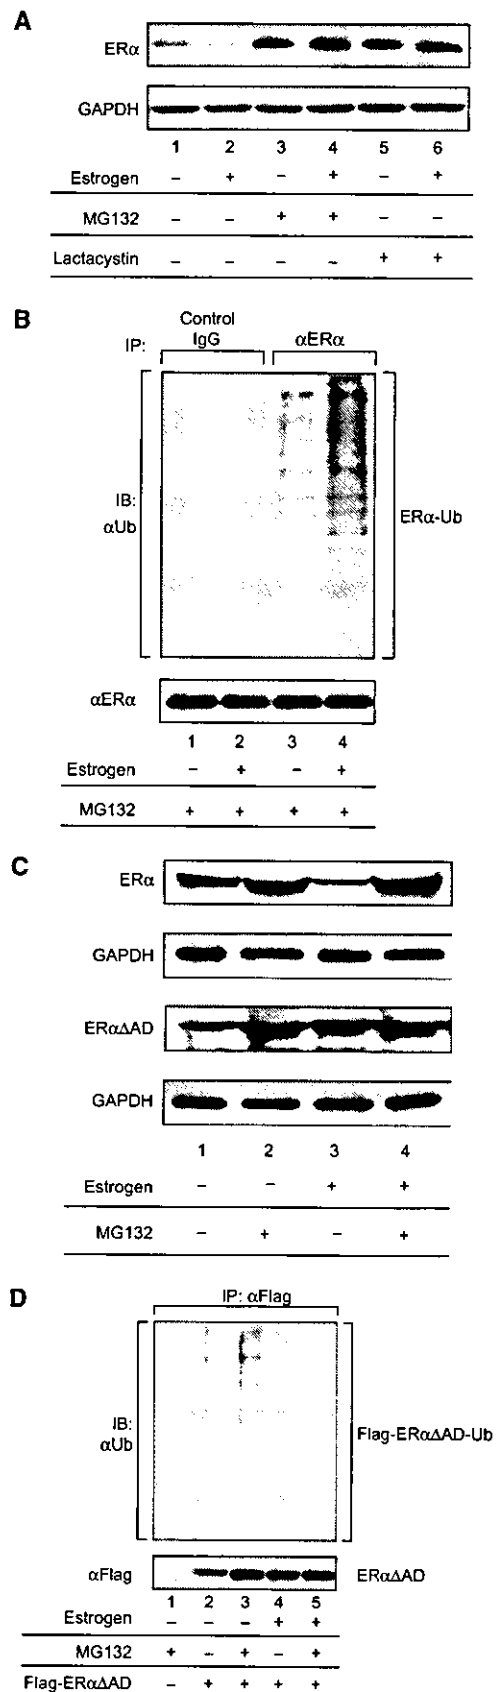 A
ERα
GAPDH
1 2 3 4 5 6
Estrogen – + – + – +
MG132 – – + + – –
Lactacystin – – – – + +
B
Control
IP: IgG αERα
IB:
αUb
ERα-Ub
αERα
1 2 3 4
Estrogen – + – +
MG132 + + + +
C
ERα
GAPDH
ERαΔAD
GAPDH
1 2 3 4
Estrogen – – + +
MG132 – + – +
D
IP: αFlag
IB:
αUb
Flag-ERαΔAD-Ub
αFlag ERαΔAD
1 2 3 4 5
Estrogen – – – + +
MG132 + – + – +
Flag-ERαΔAD – + + + +